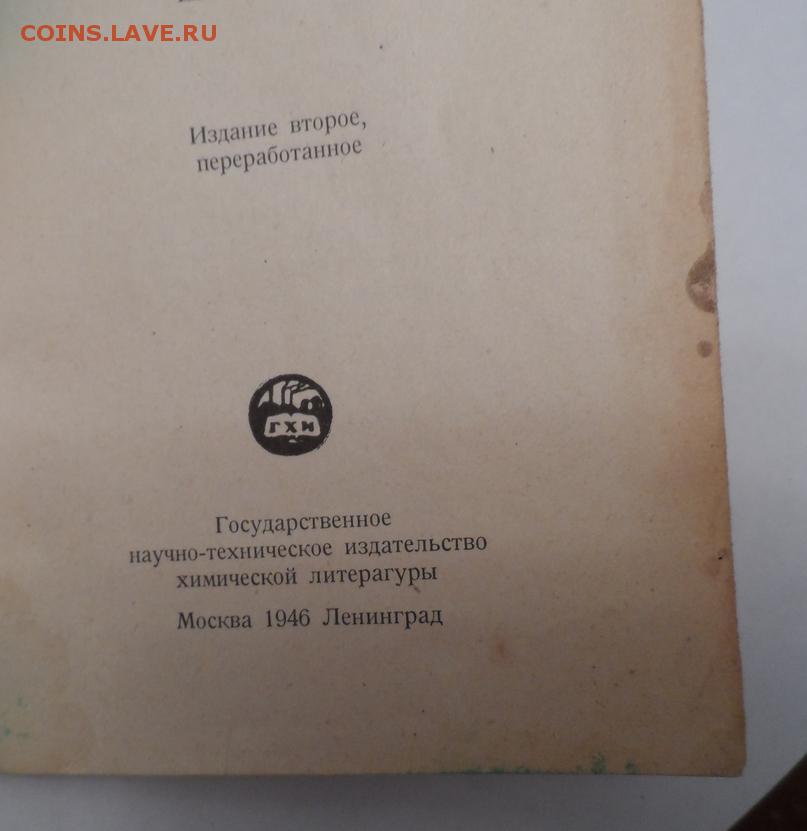 COINS.LAVE.RU
Издание второе,
переработанное
ГХИ
Государственное
научно-техническое издательство
химической литерагуры
Москва 1946 Ленинград